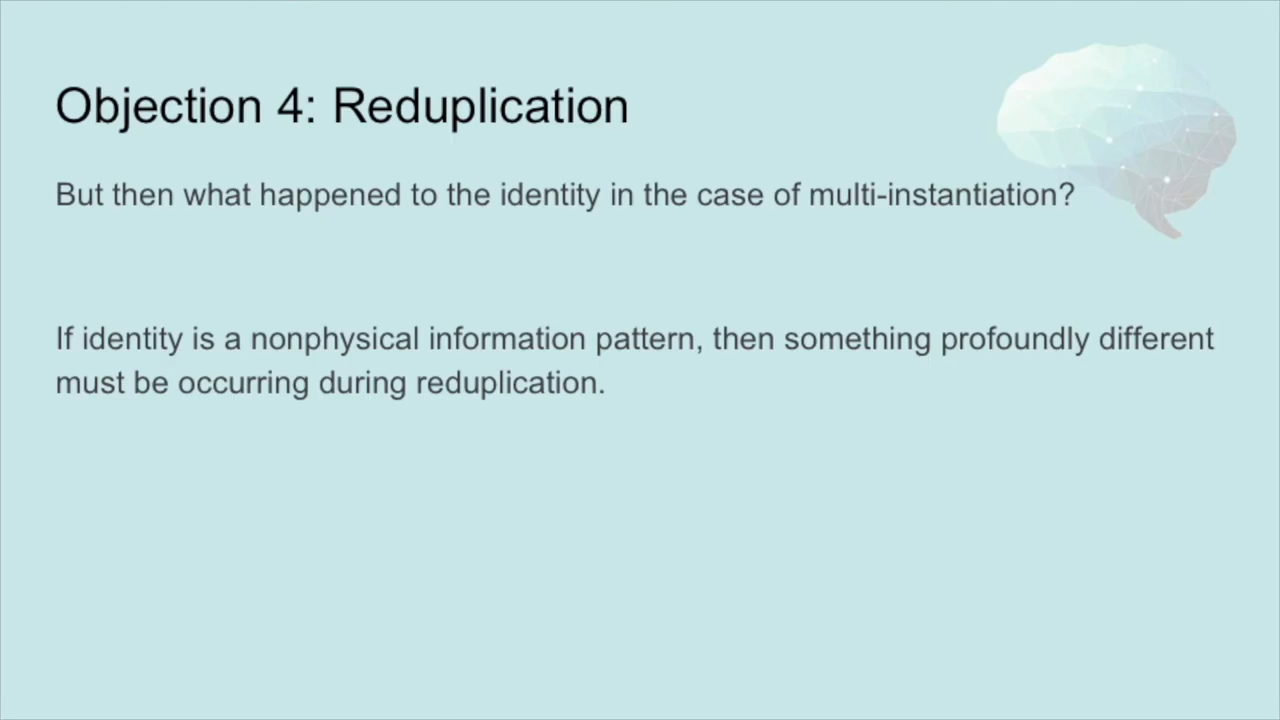 Objection 4: Reduplication
But then what happened to the identity in the case of multi-instantiation?
If identity is a nonphysical information pattern, then something profoundly different
must be occurring during reduplication.